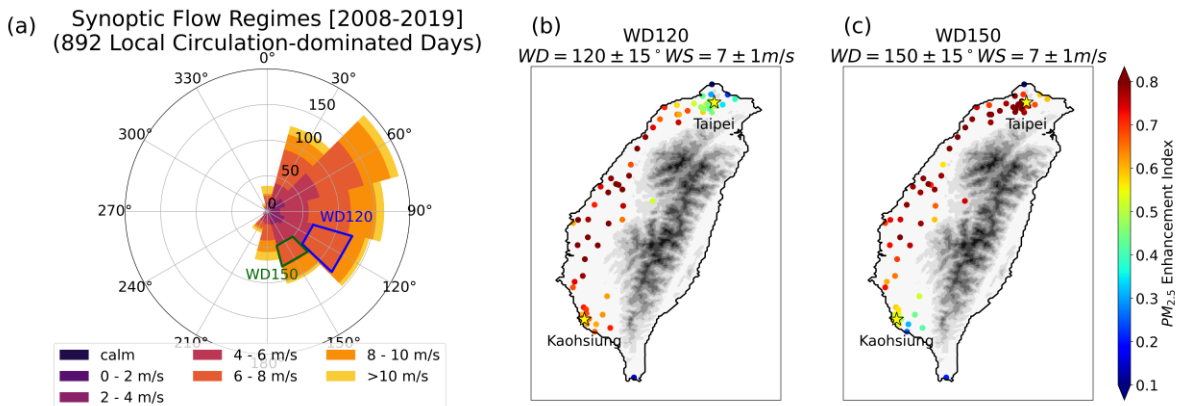 (a)
Synoptic Flow Regimes [2008-2019]
(892 Local Circulation-dominated Days)
0°
30°
60°
90°
120°
150°
180°
210°
240°
270°
300°
330°
0
50
100
150
WD120
WD150
calm
0 - 2 m/s
2 - 4 m/s
4 - 6 m/s
6 - 8 m/s
8 - 10 m/s
>10 m/s
(b)
WD120
WD = 120 ± 15° WS = 7 ± 1m/s
Taipei
Kaohsiung
(c)
WD150
WD = 150 ± 15° WS = 7 ± 1m/s
Taipei
Kaohsiung
0.8
0.7
0.6
0.5
0.4
0.3
0.2
0.1
PM2.5 Enhancement Index